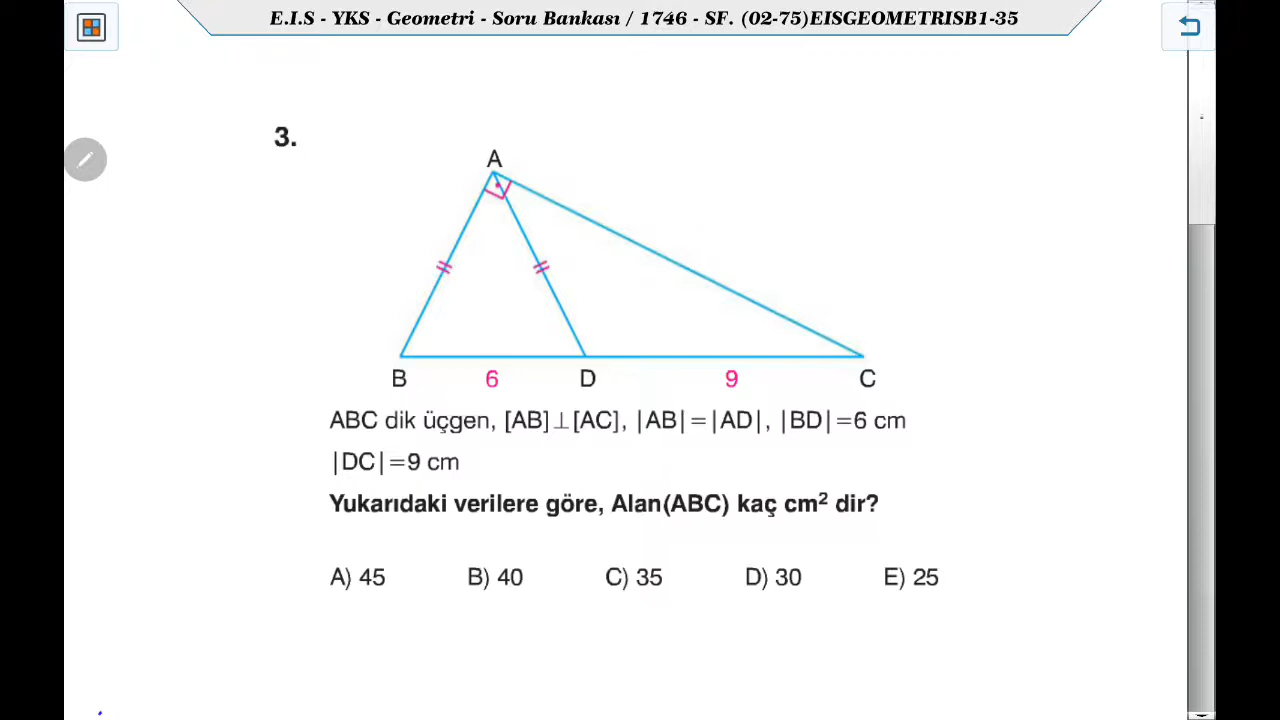 E.I.S - YKS - Geometri - Soru Bankası / 1746 - SF. (02-75)EISGEOMETRISB1-35
3.
A
B 6 D 9 C
ABC dik üçgen, [AB]⊥[AC], |AB|=|AD|, |BD|=6 cm
|DC|=9 cm
Yukarıdaki verilere göre, Alan(ABC) kaç cm² dir?
A) 45 B) 40 C) 35 D) 30 E) 25